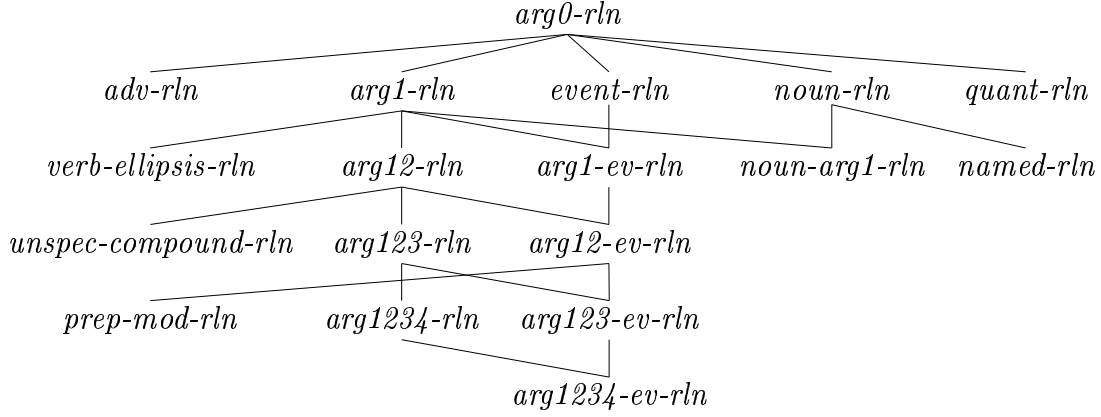 arg0-rln
adv-rln arg1-rln event-rln noun-rln quant-rln
verb-ellipsis-rln arg12-rln arg1-ev-rln noun-arg1-rln named-rln
unspec-compound-rln arg123-rln arg12-ev-rln
prep-mod-rln arg1234-rln arg123-ev-rln
arg1234-ev-rln